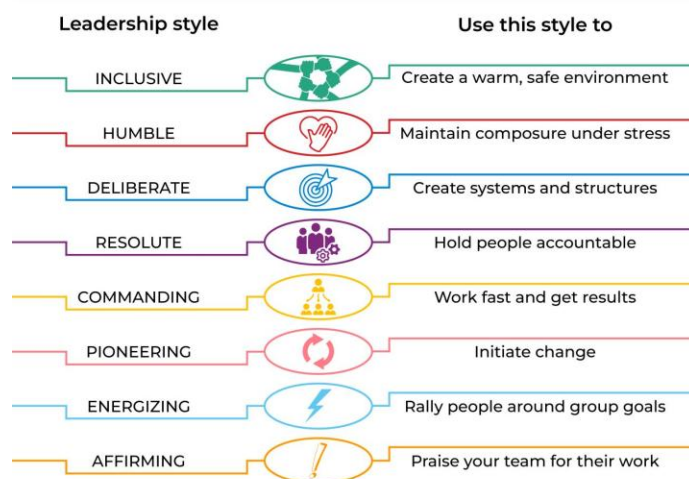 Leadership style Use this style to
INCLUSIVE Create a warm, safe environment
HUMBLE Maintain composure under stress
DELIBERATE Create systems and structures
RESOLUTE Hold people accountable
COMMANDING Work fast and get results
PIONEERING Initiate change
ENERGIZING Rally people around group goals
AFFIRMING Praise your team for their work